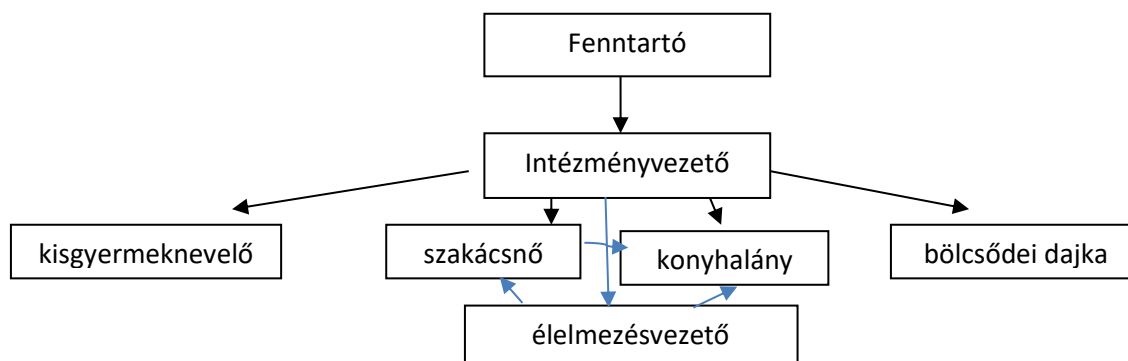 Fenntartó
Intézményvezető
kisgyermeknevelő
szakácsnő
konyhalány
bölcsődei dajka
élelmezésvezető